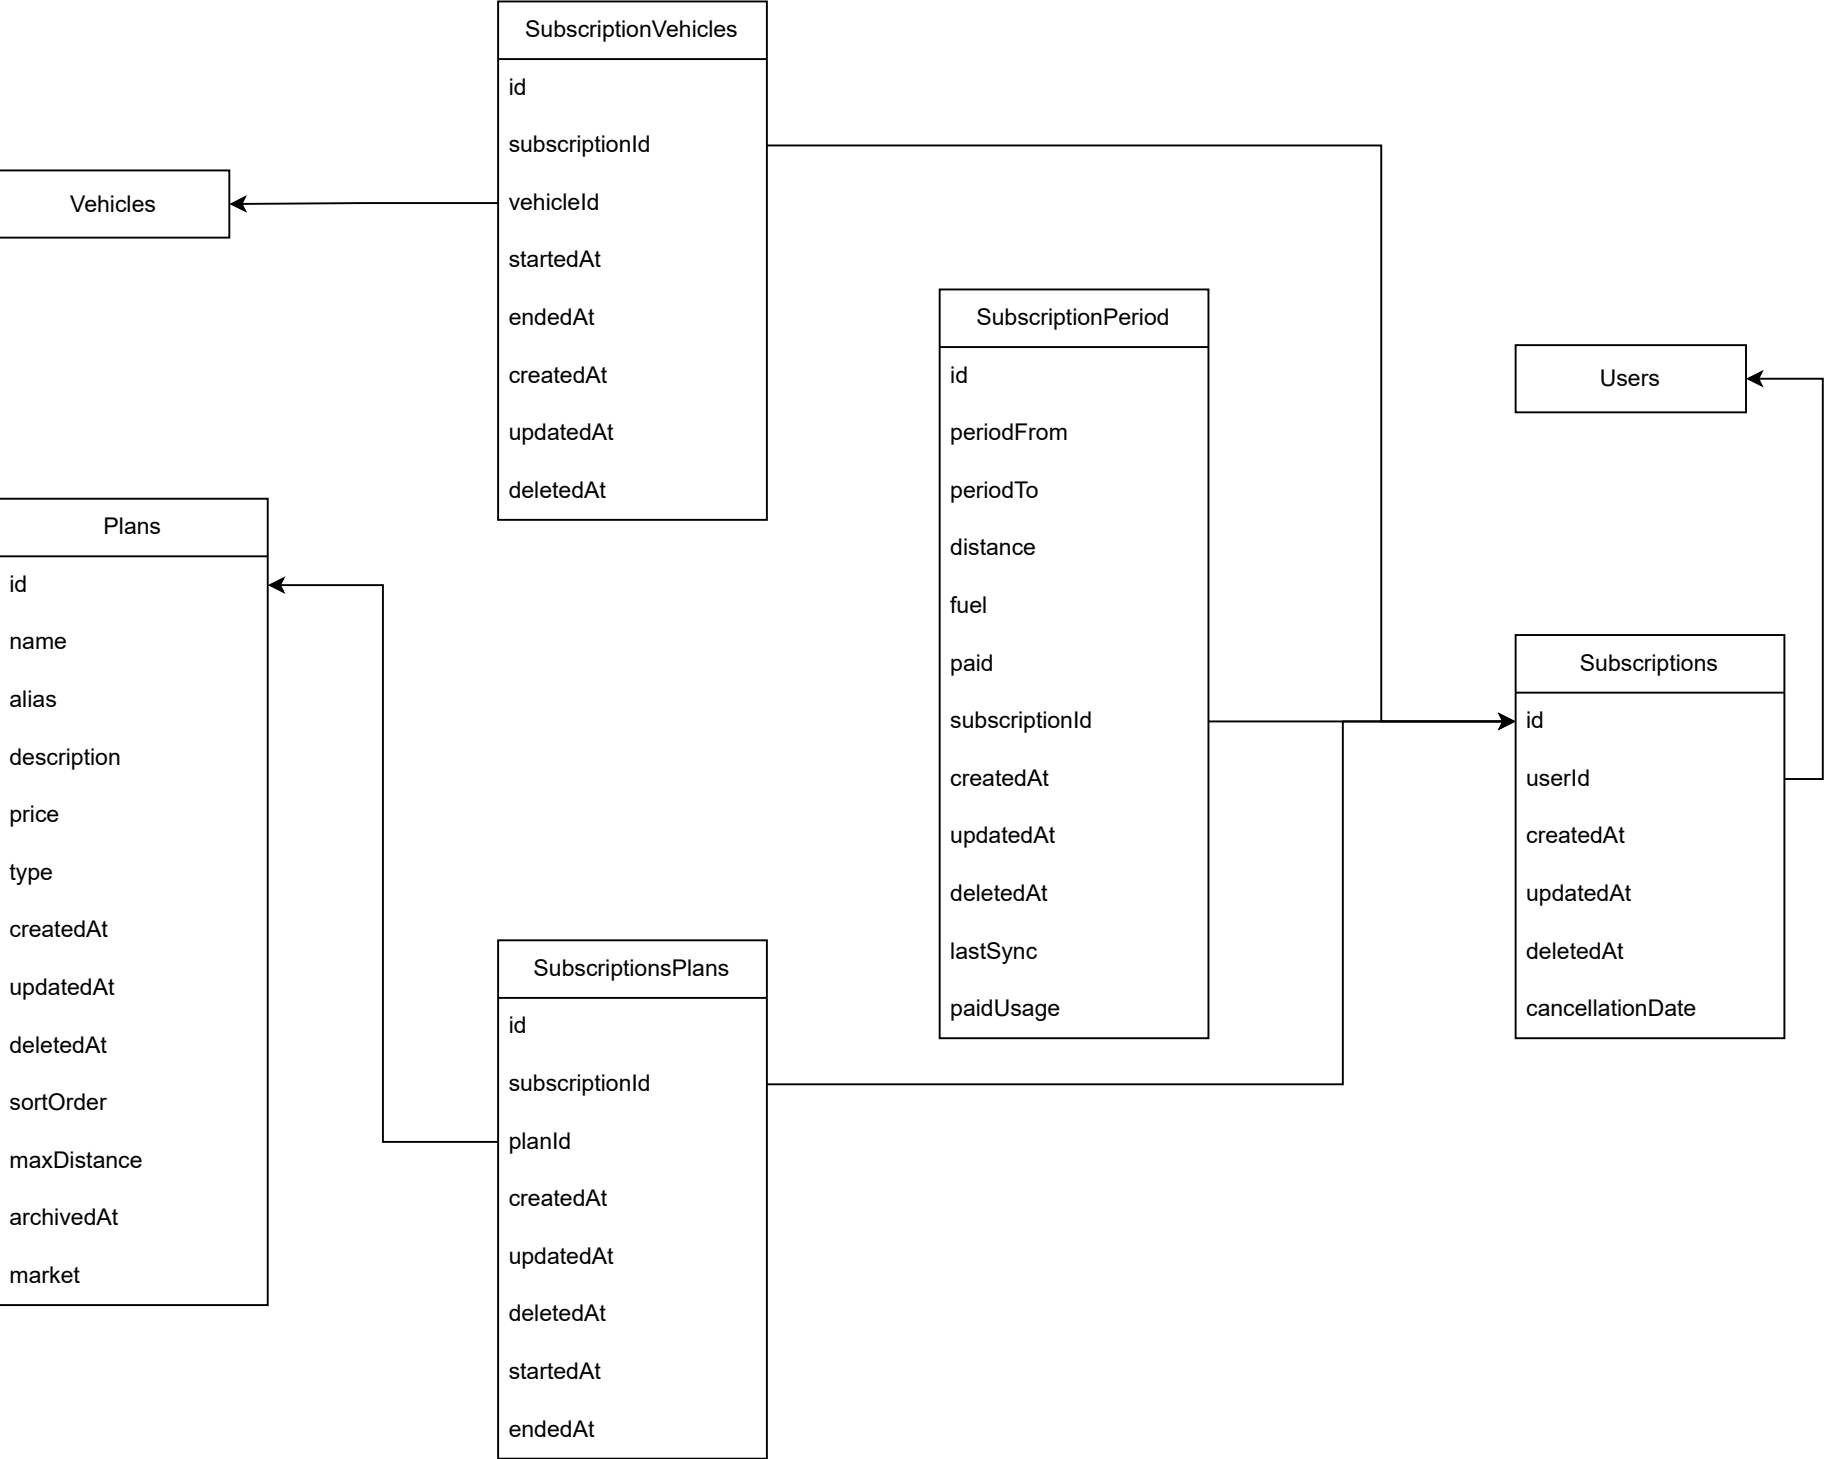 SubscriptionVehicles
id
subscriptionId
vehicleId
startedAt
endedAt
createdAt
updatedAt
deletedAt
Vehicles
SubscriptionPeriod
id
periodFrom
periodTo
distance
fuel
paid
subscriptionId
createdAt
updatedAt
deletedAt
lastSync
paidUsage
Users
Plans
id
name
alias
description
price
type
createdAt
updatedAt
deletedAt
sortOrder
maxDistance
archivedAt
market
Subscriptions
id
userId
createdAt
updatedAt
deletedAt
cancellationDate
SubscriptionsPlans
id
subscriptionId
planId
createdAt
updatedAt
deletedAt
startedAt
endedAt